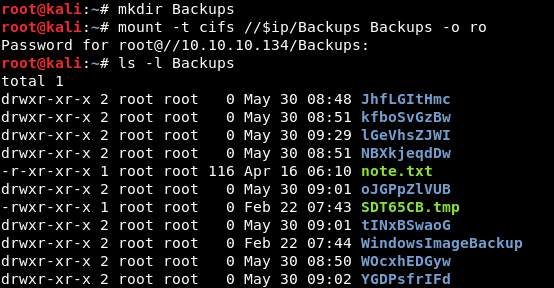 root@kali:~# mkdir Backups
root@kali:~# mount -t cifs //$ip/Backups Backups -o ro
Password for root@//10.10.10.134/Backups:
root@kali:~# ls -l Backups
total 1
drwxr-xr-x 2 root root   0 May 30 08:48 JhfLGItHmc
drwxr-xr-x 2 root root   0 May 30 08:51 kfboSvGzBw
drwxr-xr-x 2 root root   0 May 30 09:29 lGeVhsZJWI
drwxr-xr-x 2 root root   0 May 30 08:51 NBXkjeqdDw
-r-xr-xr-x 1 root root 116 Apr 16 06:10 note.txt
drwxr-xr-x 2 root root   0 May 30 09:01 oJGPpZlVUB
-rwxr-xr-x 1 root root   0 Feb 22 07:43 SDT65CB.tmp
drwxr-xr-x 2 root root   0 May 30 09:01 tINxBSwaoG
drwxr-xr-x 2 root root   0 Feb 22 07:44 WindowsImageBackup
drwxr-xr-x 2 root root   0 May 30 08:50 WOcxhEDGyw
drwxr-xr-x 2 root root   0 May 30 09:02 YGDPsfrIFd